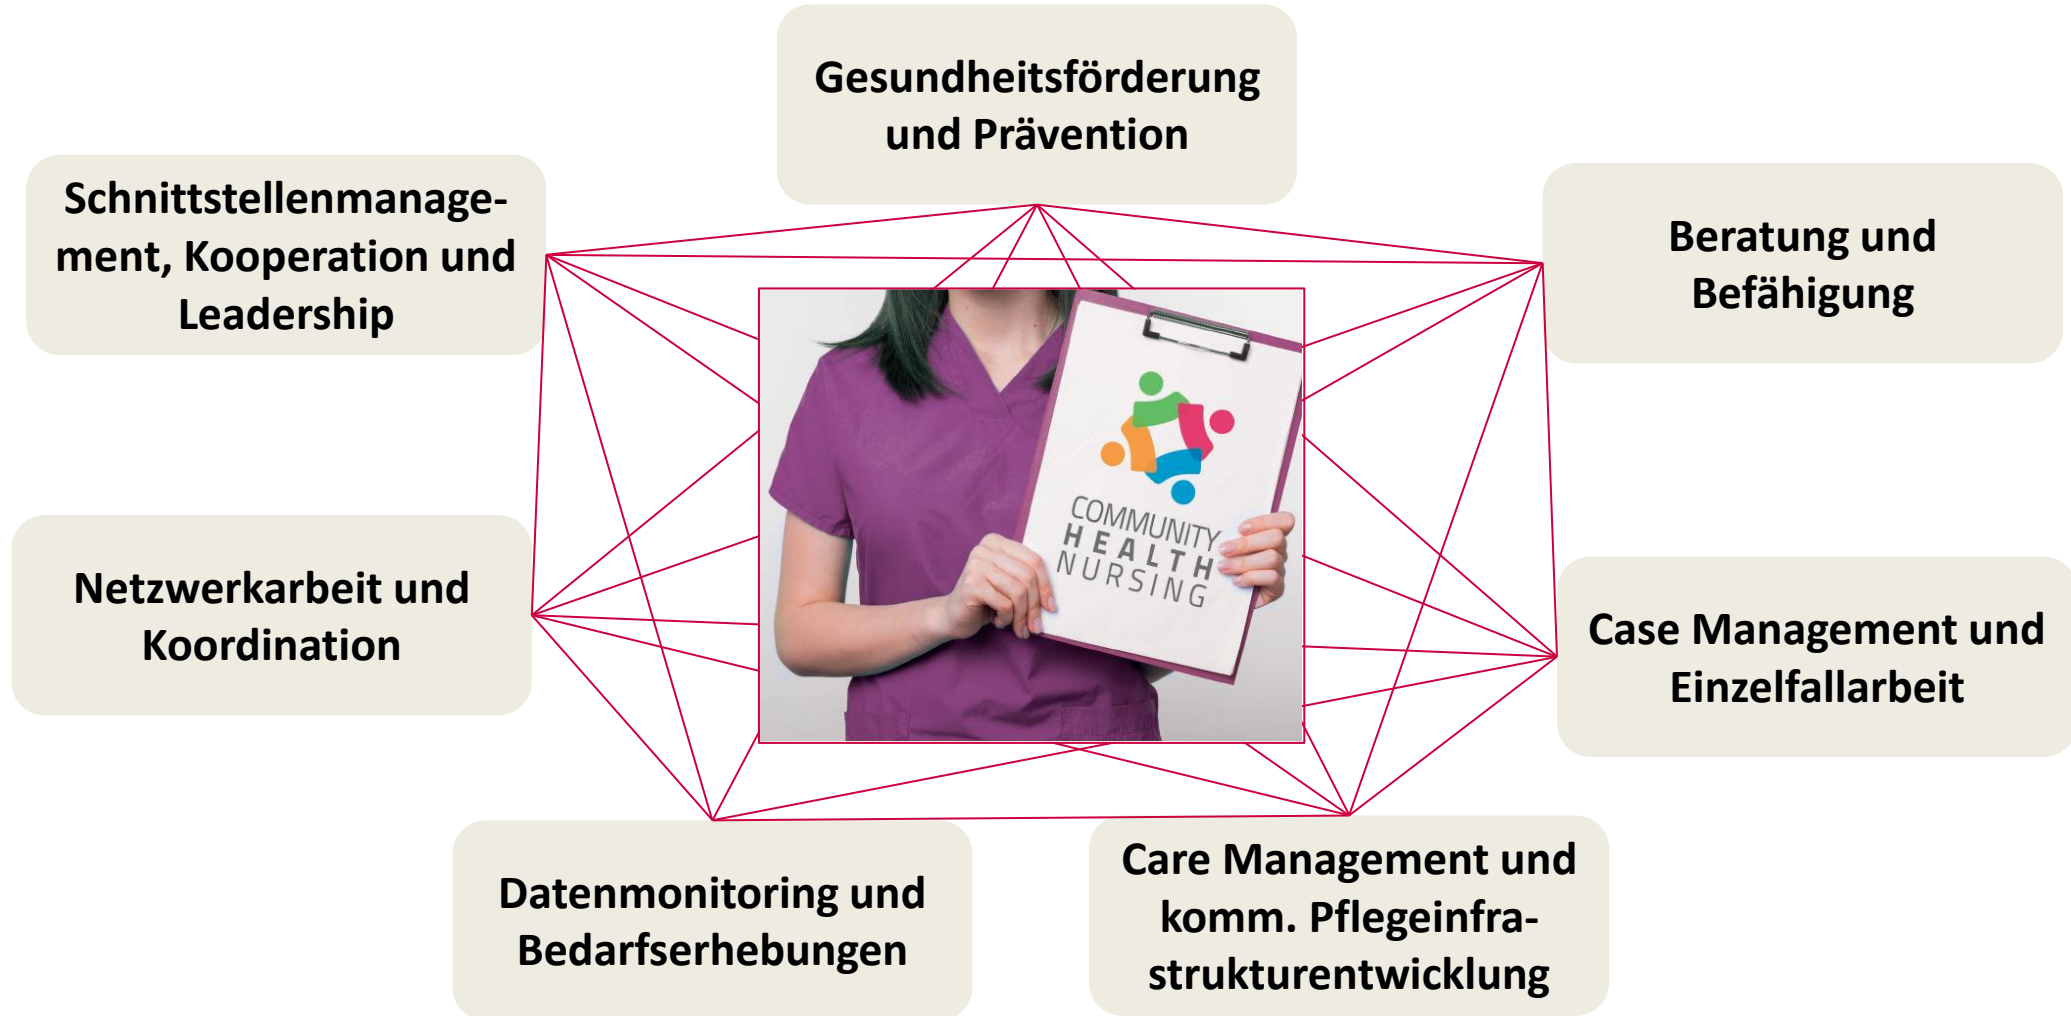 Gesundheitsförderung
und Prävention
Schnittstellenmanage-
ment, Kooperation und
Leadership
Beratung und
Befähigung
COMMUNITY
HEALTH
NURSING
Netzwerkarbeit und
Koordination
Case Management und
Einzelfallarbeit
Datenmonitoring und
Bedarfserhebungen
Care Management und
komm. Pflegeinfra-
strukturentwicklung